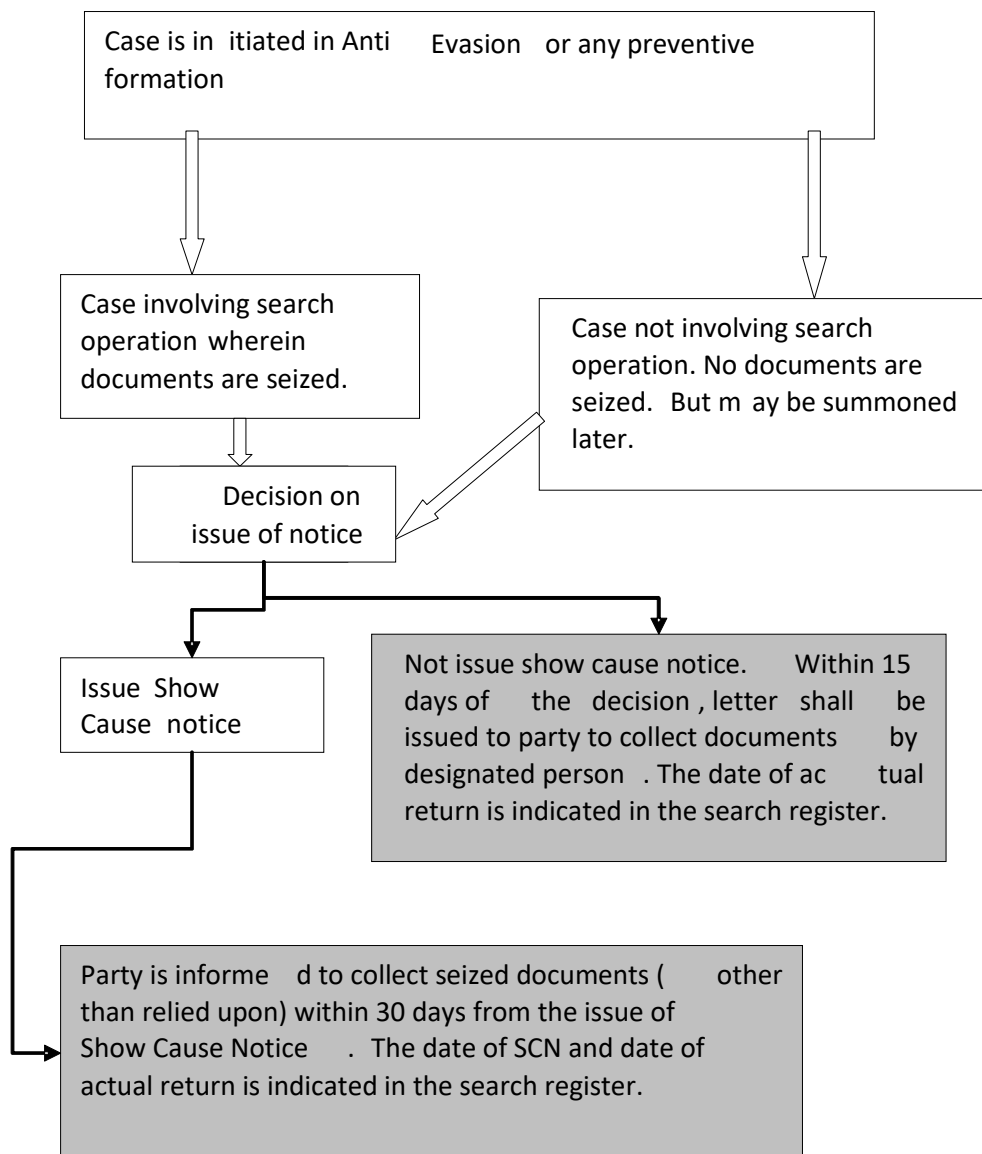 Case is in itiated in Anti Evasion or any preventive
formation
Case involving search
operation wherein
documents are seized.
Case not involving search
operation. No documents are
seized. But m ay be summoned
later.
Decision on
issue of notice
Issue Show
Cause notice
Not issue show cause notice. Within 15
days of the decision , letter shall be
issued to party to collect documents by
designated person . The date of ac tual
return is indicated in the search register.
Party is informe d to collect seized documents ( other
than relied upon) within 30 days from the issue of
Show Cause Notice . The date of SCN and date of
actual return is indicated in the search register.